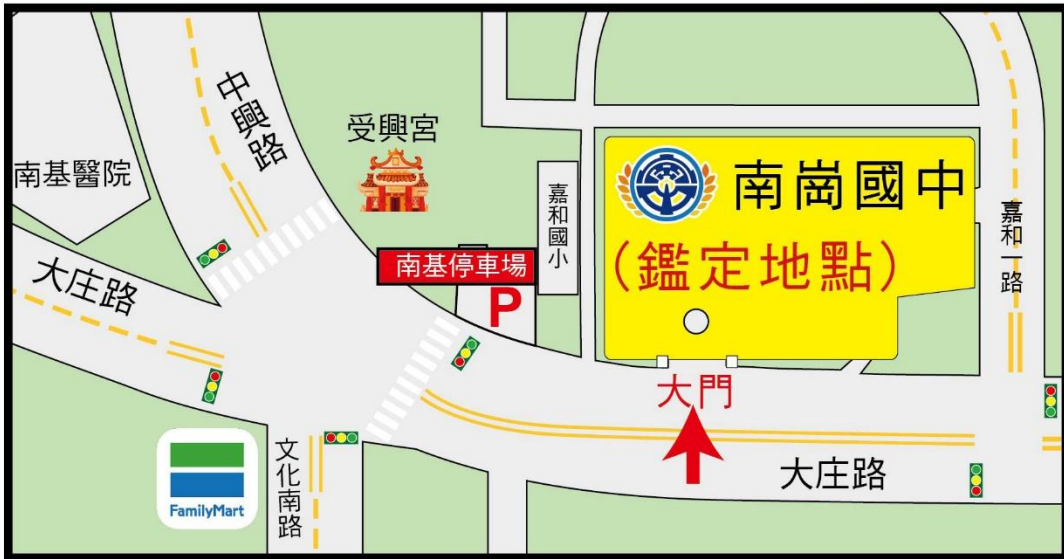 中興路
受興宮
南基醫院
嘉和國小
南崗國中
（鑑定地點）
嘉和一路
南基停車場
P
大庄路
大門
大庄路
文化南路
FamilyMart